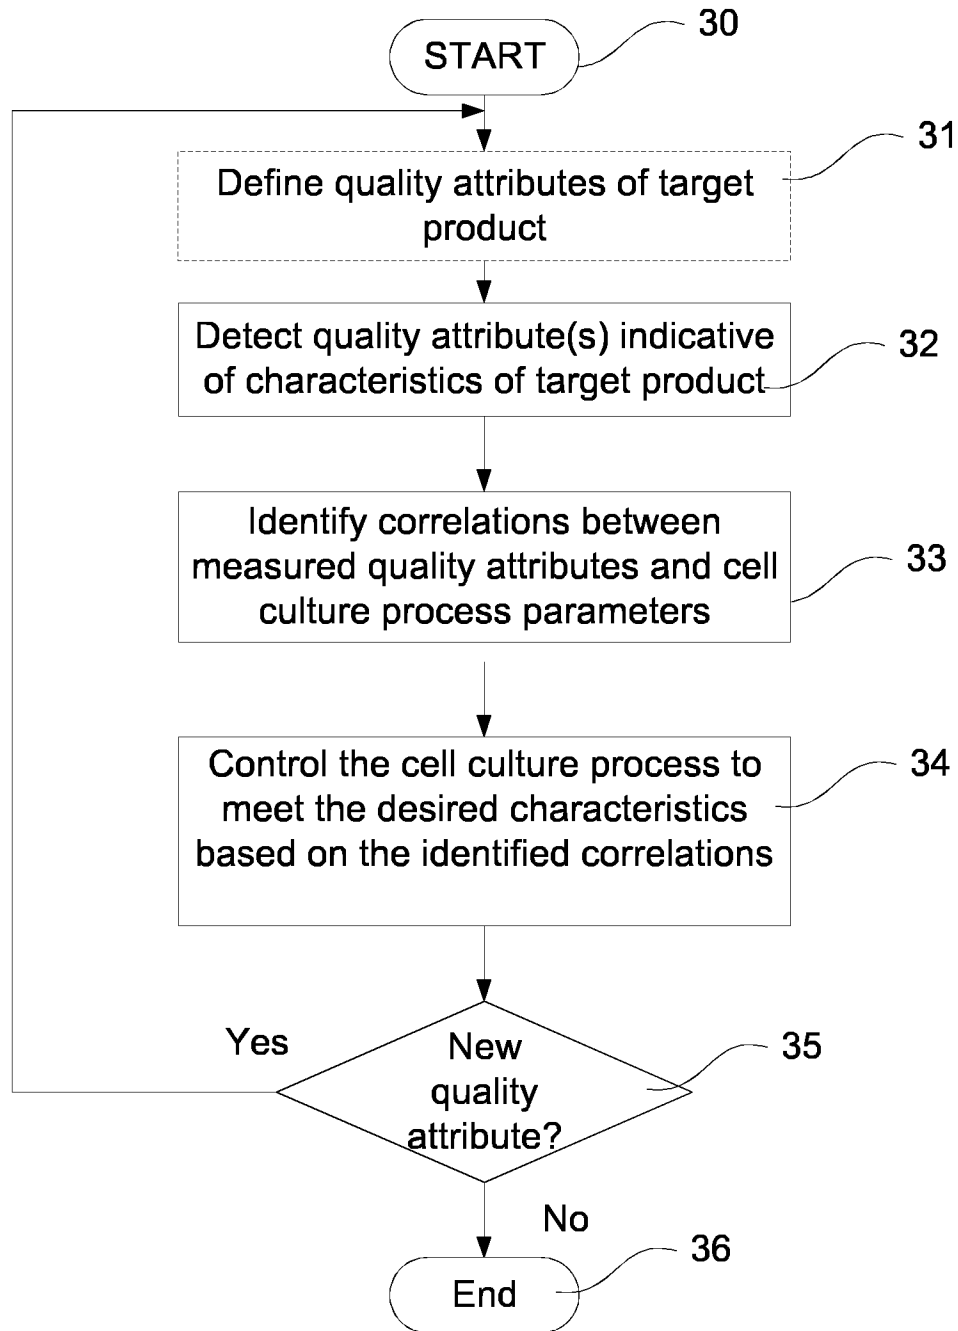 START
30
31
Define quality attributes of target
product
Detect quality attribute(s) indicative
of characteristics of target product
32
Identify correlations between
measured quality attributes and cell
culture process parameters
33
Control the cell culture process to
meet the desired characteristics
based on the identified correlations
34
Yes
New
quality
attribute?
35
No
End
36